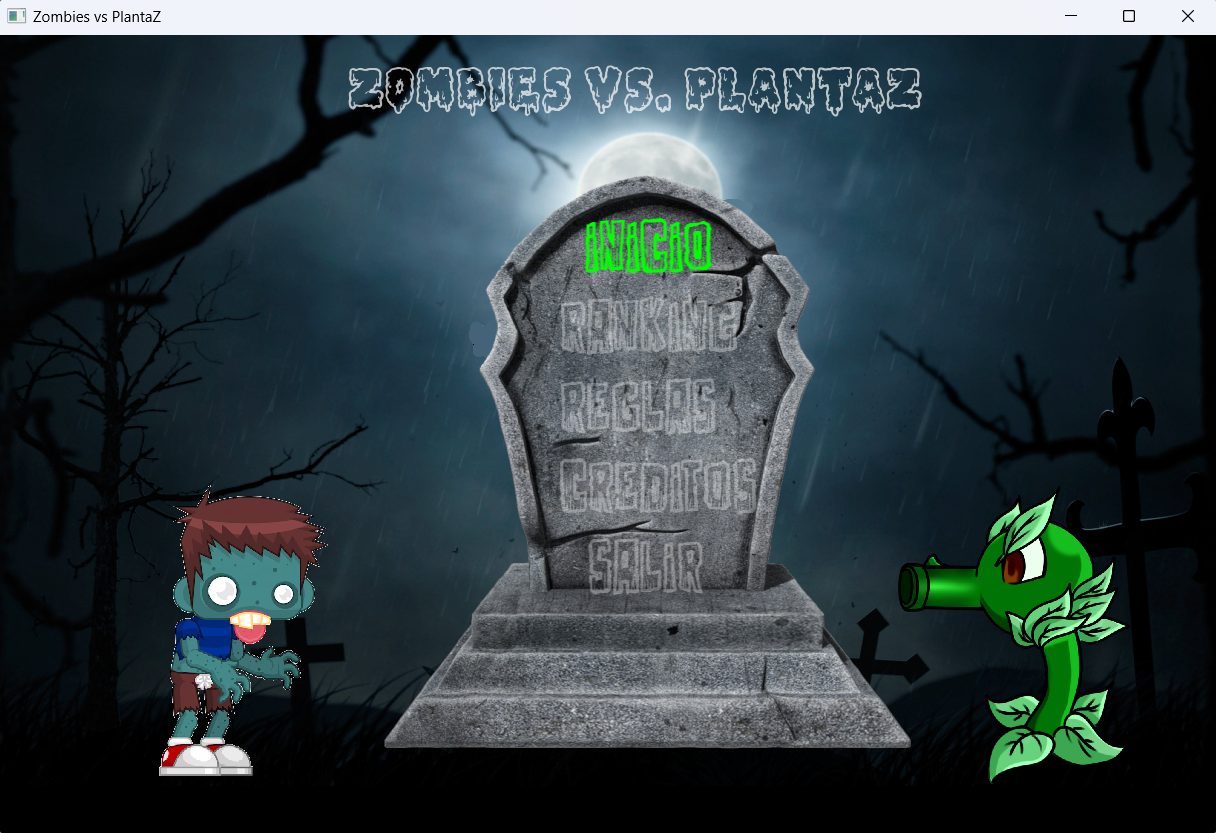 Zombies vs PlantaZ
ZOMBIES VS. PLANTAZ
INICIO
RANKING
REGLAS
CREDITOS
SALIR